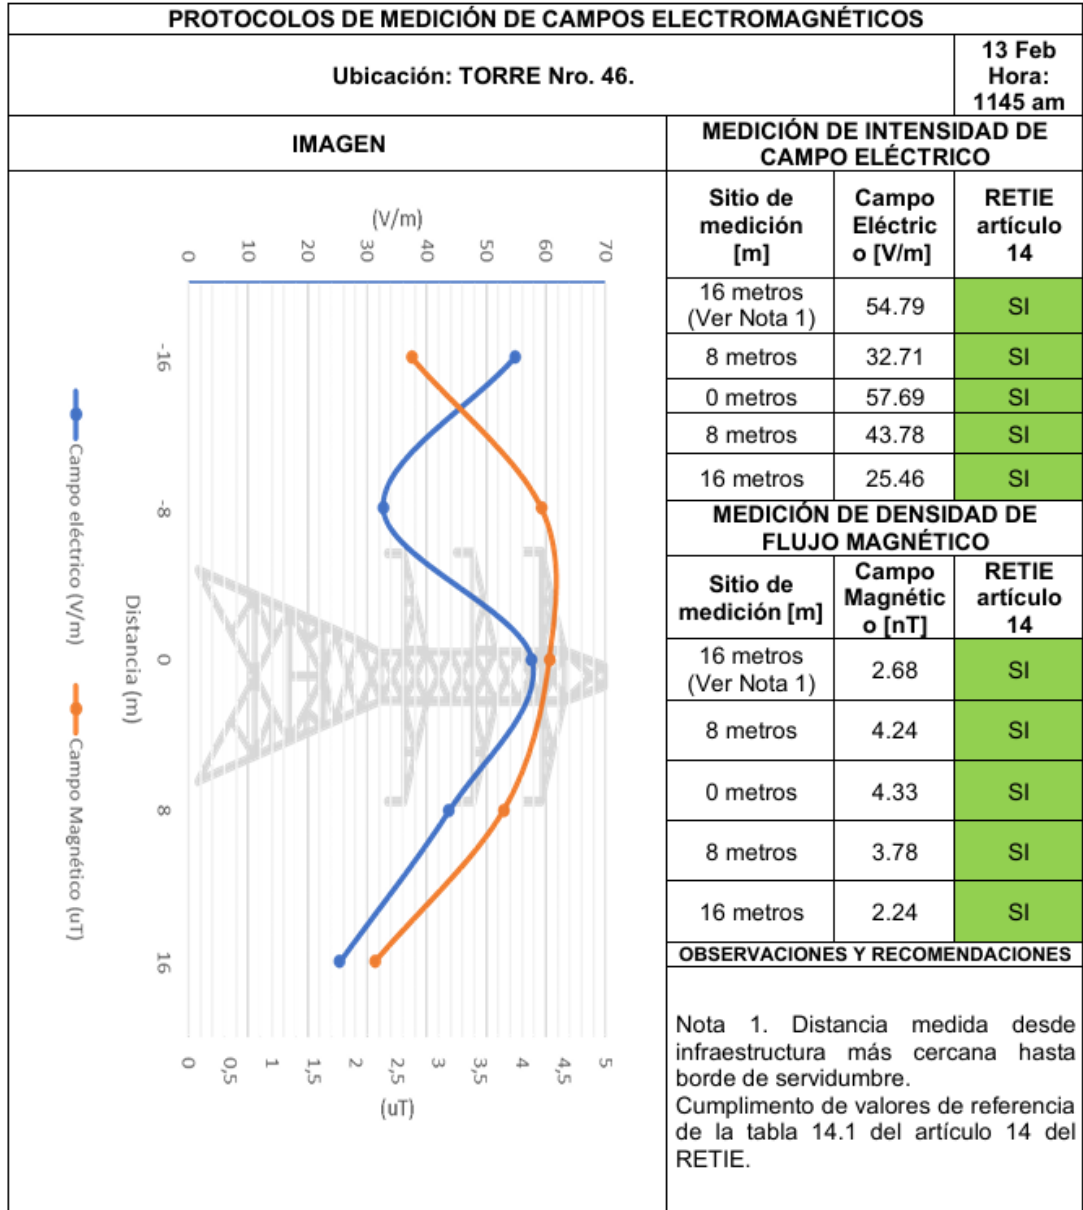 PROTOCOLOS DE MEDICIÓN DE CAMPOS ELECTROMAGNÉTICOS
Ubicación: TORRE Nro. 46.
13 Feb
Hora:
1145 am
IMAGEN
(V/m)
0 10 20 30 40 50 60 70
-16
-8
0
8
16
Distancia (m)
Campo eléctrico (V/m)
Campo Magnético (uT)
0 0,5 1 1,5 2 2,5 3 3,5 4 4,5 5
(uT)
MEDICIÓN DE INTENSIDAD DE
CAMPO ELÉCTRICO
Sitio de
medición
[m]
Campo
Eléctric
o [V/m]
RETIE
artículo
14
16 metros
(Ver Nota 1)
54.79
SI
8 metros 32.71 SI
0 metros 57.69 SI
8 metros 43.78 SI
16 metros 25.46 SI
MEDICIÓN DE DENSIDAD DE
FLUJO MAGNÉTICO
Sitio de
medición [m]
Campo
Magnétic
o [nT]
RETIE
artículo
14
16 metros
(Ver Nota 1)
2.68
SI
8 metros 4.24 SI
0 metros 4.33 SI
8 metros 3.78 SI
16 metros 2.24 SI
OBSERVACIONES Y RECOMENDACIONES
Nota 1. Distancia medida desde
infraestructura más cercana hasta
borde de servidumbre.
Cumplimento de valores de referencia
de la tabla 14.1 del artículo 14 del
RETIE.